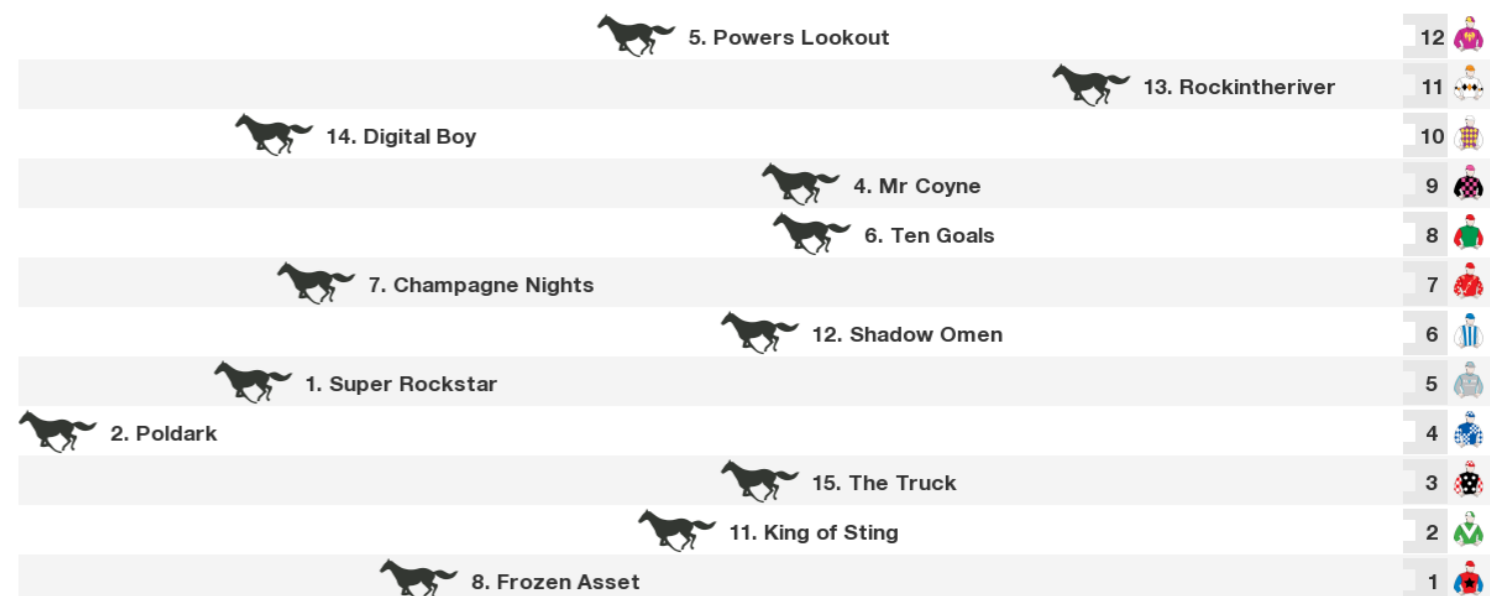 5. Powers Lookout 12
13. Rockintheriver 11
14. Digital Boy 10
4. Mr Coyne 9
6. Ten Goals 8
7. Champagne Nights 7
12. Shadow Omen 6
1. Super Rockstar 5
2. Poldark 4
15. The Truck 3
11. King of Sting 2
8. Frozen Asset 1